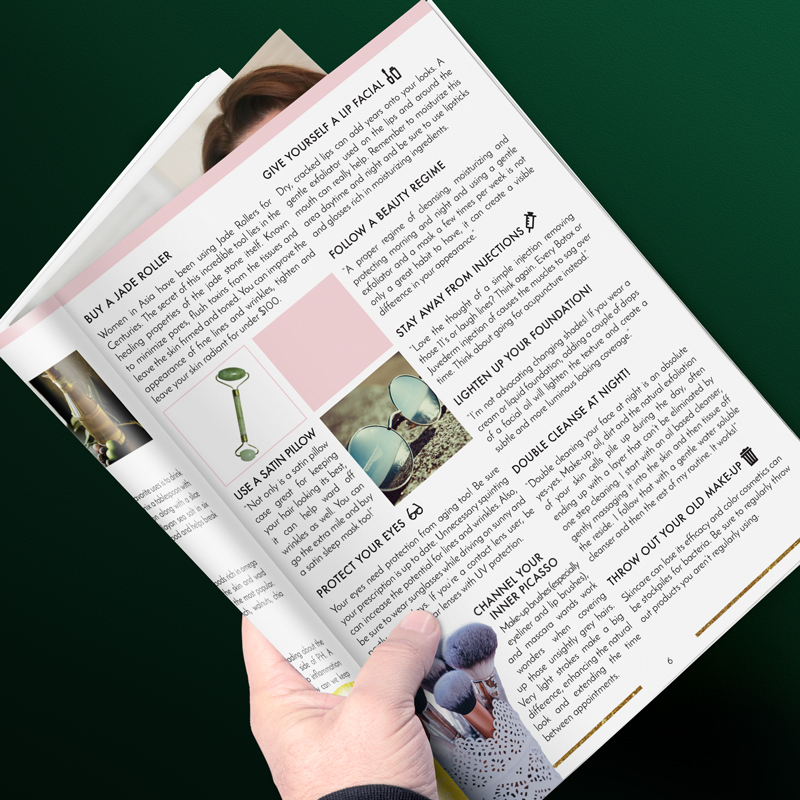 BUY A JADE ROLLER
Women in Asia have been using Jade Rollers for
Centuries. The secret of this incredible tool lies in the
healing properties of the jade stone itself. Known
to minimize pores, flush toxins from the tissues and
leave the skin firmed and toned. You can improve the
appearance of fine lines and wrinkles, tighten and
leave your skin radiant for under $100.
USE A SATIN PILLOW
"Not only is a satin pillow
case great for keeping
your hair looking its best,
it can help ward off
wrinkles as well. You can
go the extra mile and buy
a satin sleep mask too!"
PROTECT YOUR EYES
Your eyes need protection from aging too! Be sure
your prescription is up to date. Unnecessary squinting
can increase the potential for lines and wrinkles. Also,
be sure to wear sunglasses while driving on sunny and
If you're a contact lens user, be
lenses with UV protection.
GIVE YOURSELF A LIP FACIAL
Dry, cracked lips can add years onto your looks. A
gentle exfoliator used on the lips and around the
mouth can really help. Remember to moisturize this
area daytime and night and be sure to use lipsticks
and glosses rich in moisturizing ingredients.
FOLLOW A BEAUTY REGIME
"A proper regime of cleansing, moisturizing and
protecting morning and night and using a gentle
exfoliator and a mask a few times per week is not
only a great habit to have, it can create a visible
difference in your appearance."
STAY AWAY FROM INJECTIONS
"Love the thought of a simple injection removing
those 11's or laugh lines? Think again. Every Botox or
Juvederm injection of causes the muscles to sag over
time. Think about going for acupuncture instead."
LIGHTEN UP YOUR FOUNDATION!
"I'm not advocating changing shades! If you wear a
cream or liquid foundation, adding a couple of drops
of a facial oil will lighten the texture and create a
subtle and more luminous looking coverage."
DOUBLE CLEANSE AT NIGHT!
"Double cleansing your face at night is an absolute
yes-yes. Make-up, oil, dirt and the natural exfoliation
of your skin cells, pile up during the day, often
ending up with a layer that can't be eliminated by
one step cleaning. I start with an oil based cleanser,
gently massaging it into the skin and then tissue off
the reside. I follow that with a gentle water soluble
cleanser and then the rest of my routine. It works!"
CHANNEL YOUR
INNER PICASSO
Make-up brushes (especially
eyeliner and lip brushes),
and mascara wands work
wonders when covering
up those unsightly grey hairs.
Very light strokes make a big
difference, enhancing the natural
look and extending the time
between appointments.
THROW OUT YOUR OLD MAKE-UP
Skincare can lose its efficacy and color cosmetics can
be stockpiles for bacteria. Be sure to regularly throw
out products you aren't regularly using.
6